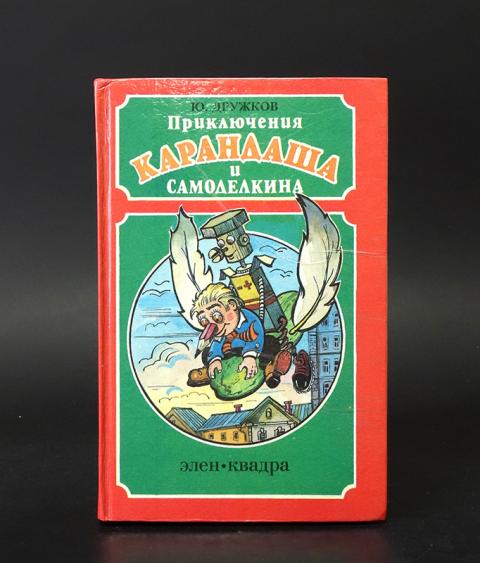 Ю. ДРУЖКОВ
Приключения
КАРАНДАША
и
САМОДЕЛКИНА
элен•квадра